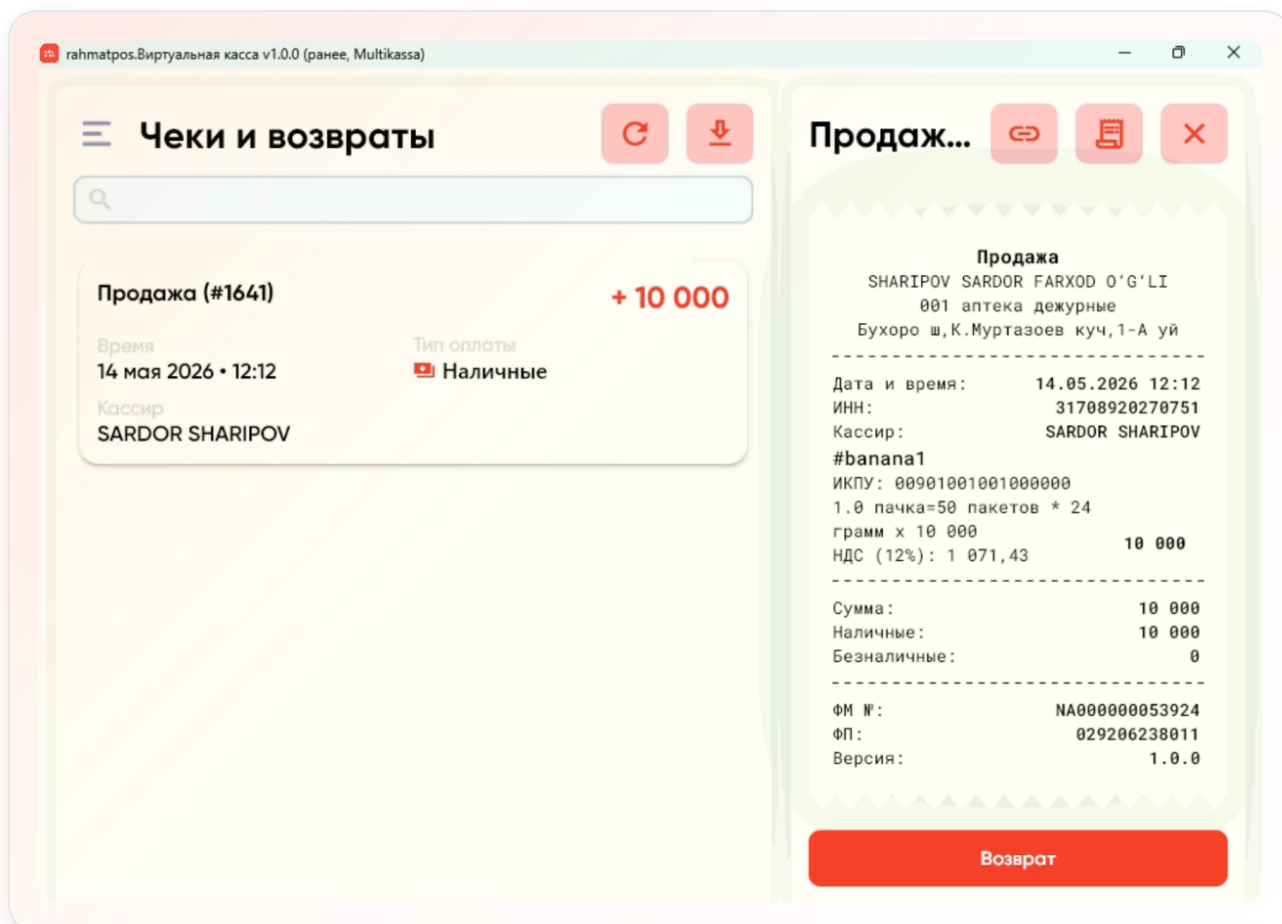 rahmatpos.Виртуальная касса v1.0.0 (ранее, Multikassa)
Чеки и возвраты
Продажа (#1641)
+ 10 000
Время
Тип оплаты
14 мая 2026 • 12:12
Наличные
Кассир
SARDOR SHARIPOV
Продаж...
Продажа
SHARIPOV SARDOR FARXOD O‘G‘LI
001 аптека дежурные
Бухоро ш,К.Муртазоев куч,1-А уй
Дата и время: 14.05.2026 12:12
ИНН: 31708920270751
Кассир: SARDOR SHARIPOV
#banana1
ИКПУ: 00901001001000000
1.0 пачка=50 пакетов * 24
грамм x 10 000
10 000
НДС (12%): 1 071,43
Сумма: 10 000
Наличные: 10 000
Безналичные: 0
ФМ №: NA000000053924
ФП: 029206238011
Версия: 1.0.0
Возврат